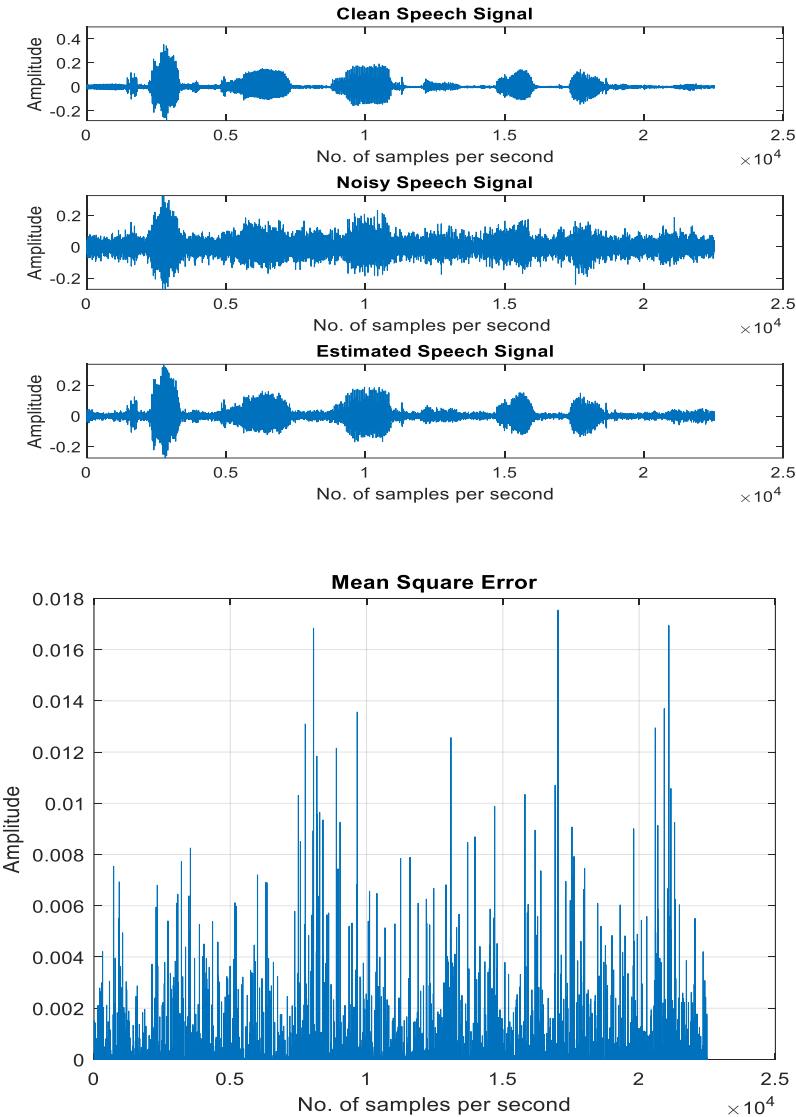 Clean Speech Signal
0.4
0.2
0
-0.2
Amplitude
0 0.5 1 1.5 2 2.5
No. of samples per second
×10^4
Noisy Speech Signal
0.2
0
-0.2
Amplitude
0 0.5 1 1.5 2 2.5
No. of samples per second
×10^4
Estimated Speech Signal
0.2
0
-0.2
Amplitude
0 0.5 1 1.5 2 2.5
No. of samples per second
×10^4
Mean Square Error
0.018
0.016
0.014
0.012
0.01
0.008
0.006
0.004
0.002
0
Amplitude
0 0.5 1 1.5 2 2.5
No. of samples per second
×10^4